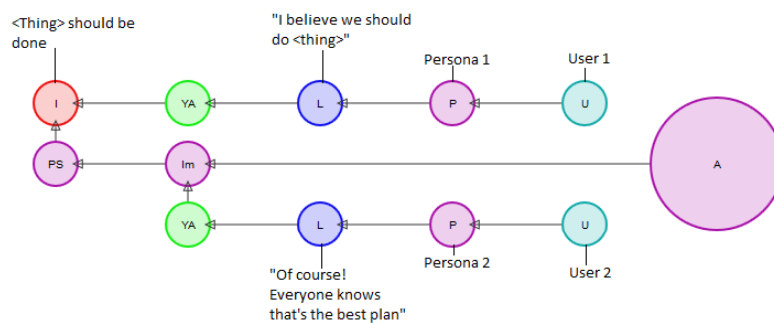 <Thing> should be
done
"I believe we should
do <thing>"
Persona 1
User 1
I
YA
L
P
U
PS
Im
A
YA
L
P
U
Persona 2
User 2
"Of course!
Everyone knows
that's the best plan"